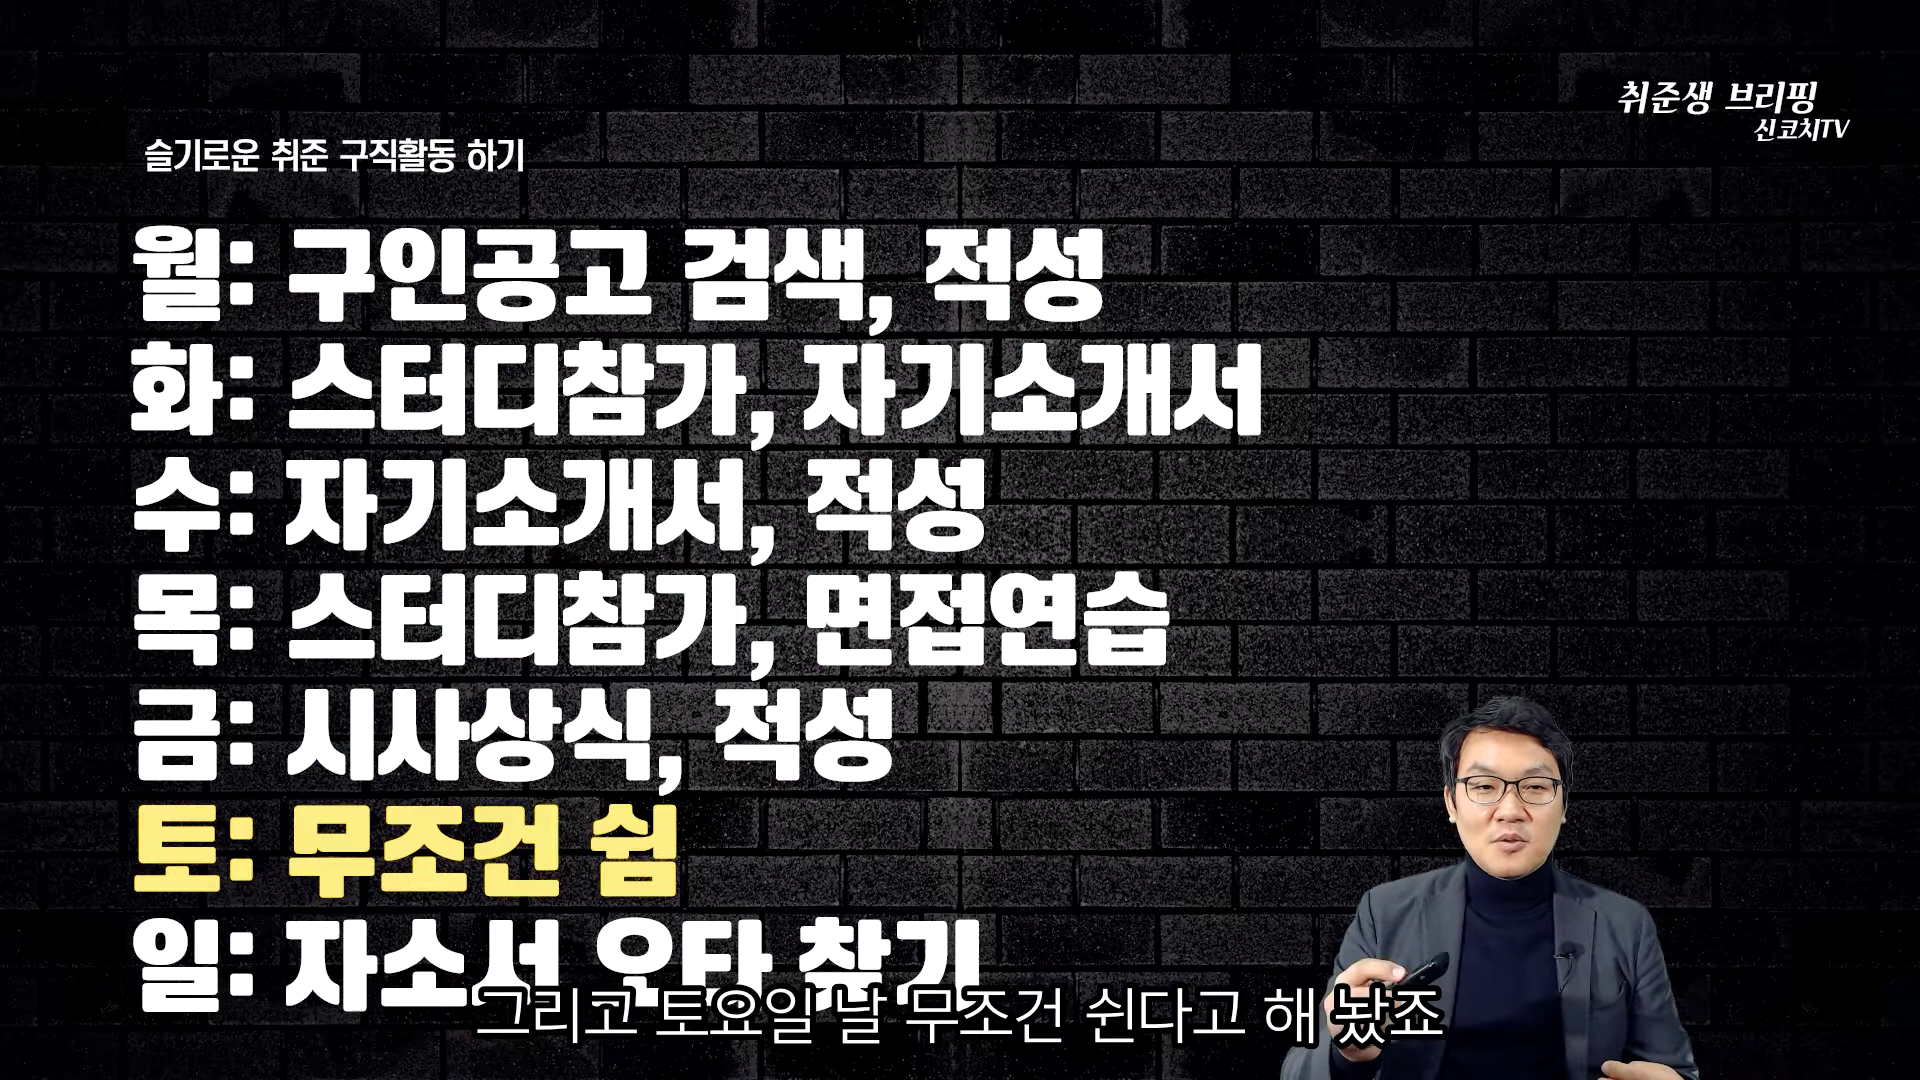 취준생 브리핑
신코치TV
슬기로운 취준 구직활동 하기
월: 구인공고 검색, 적성
화: 스터디참가, 자기소개서
수: 자기소개서, 적성
목: 스터디참가, 면접연습
금: 시사상식, 적성
토: 무조건 쉼
일: 자소서 오타 찾기
그리고 토요일 날 무조건 쉰다고 해 놨죠